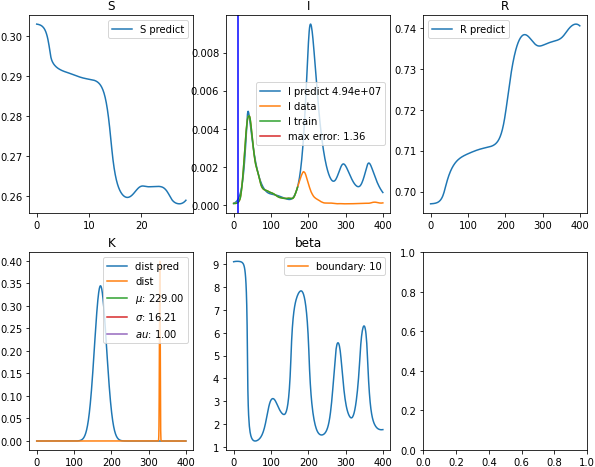 S
I
R
S predict
0.30
0.29
0.28
0.27
0.26
0 10 20
I predict 4.94e+07
I data
I train
max error: 1.36
0.008
0.006
0.004
0.002
0.000
0 100 200 300 400
R predict
0.74
0.73
0.72
0.71
0.70
0 100 200 300 400
K
beta
dist pred
dist
μ: 229.00
σ: 16.21
au: 1.00
0.40
0.35
0.30
0.25
0.20
0.15
0.10
0.05
0.00
0 100 200 300 400
boundary: 10
9
8
7
6
5
4
3
2
1
0 100 200 300 400
1.0
0.8
0.6
0.4
0.2
0.0
0.0 0.2 0.4 0.6 0.8 1.0